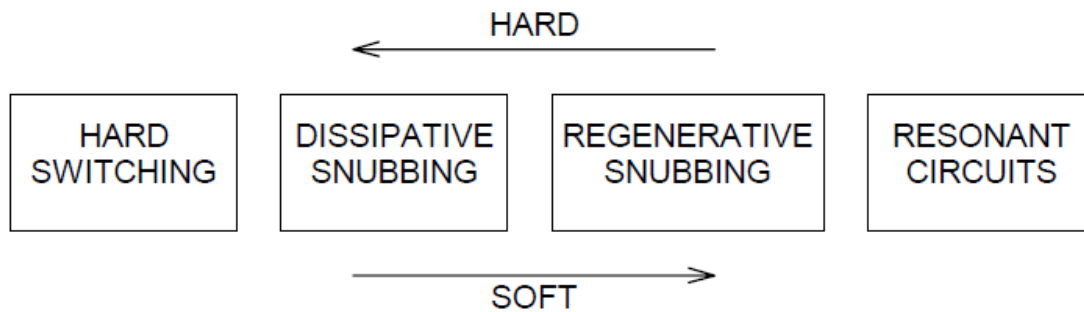 HARD
HARD
SWITCHING
DISSIPATIVE
SNUBBING
REGENERATIVE
SNUBBING
RESONANT
CIRCUITS
SOFT